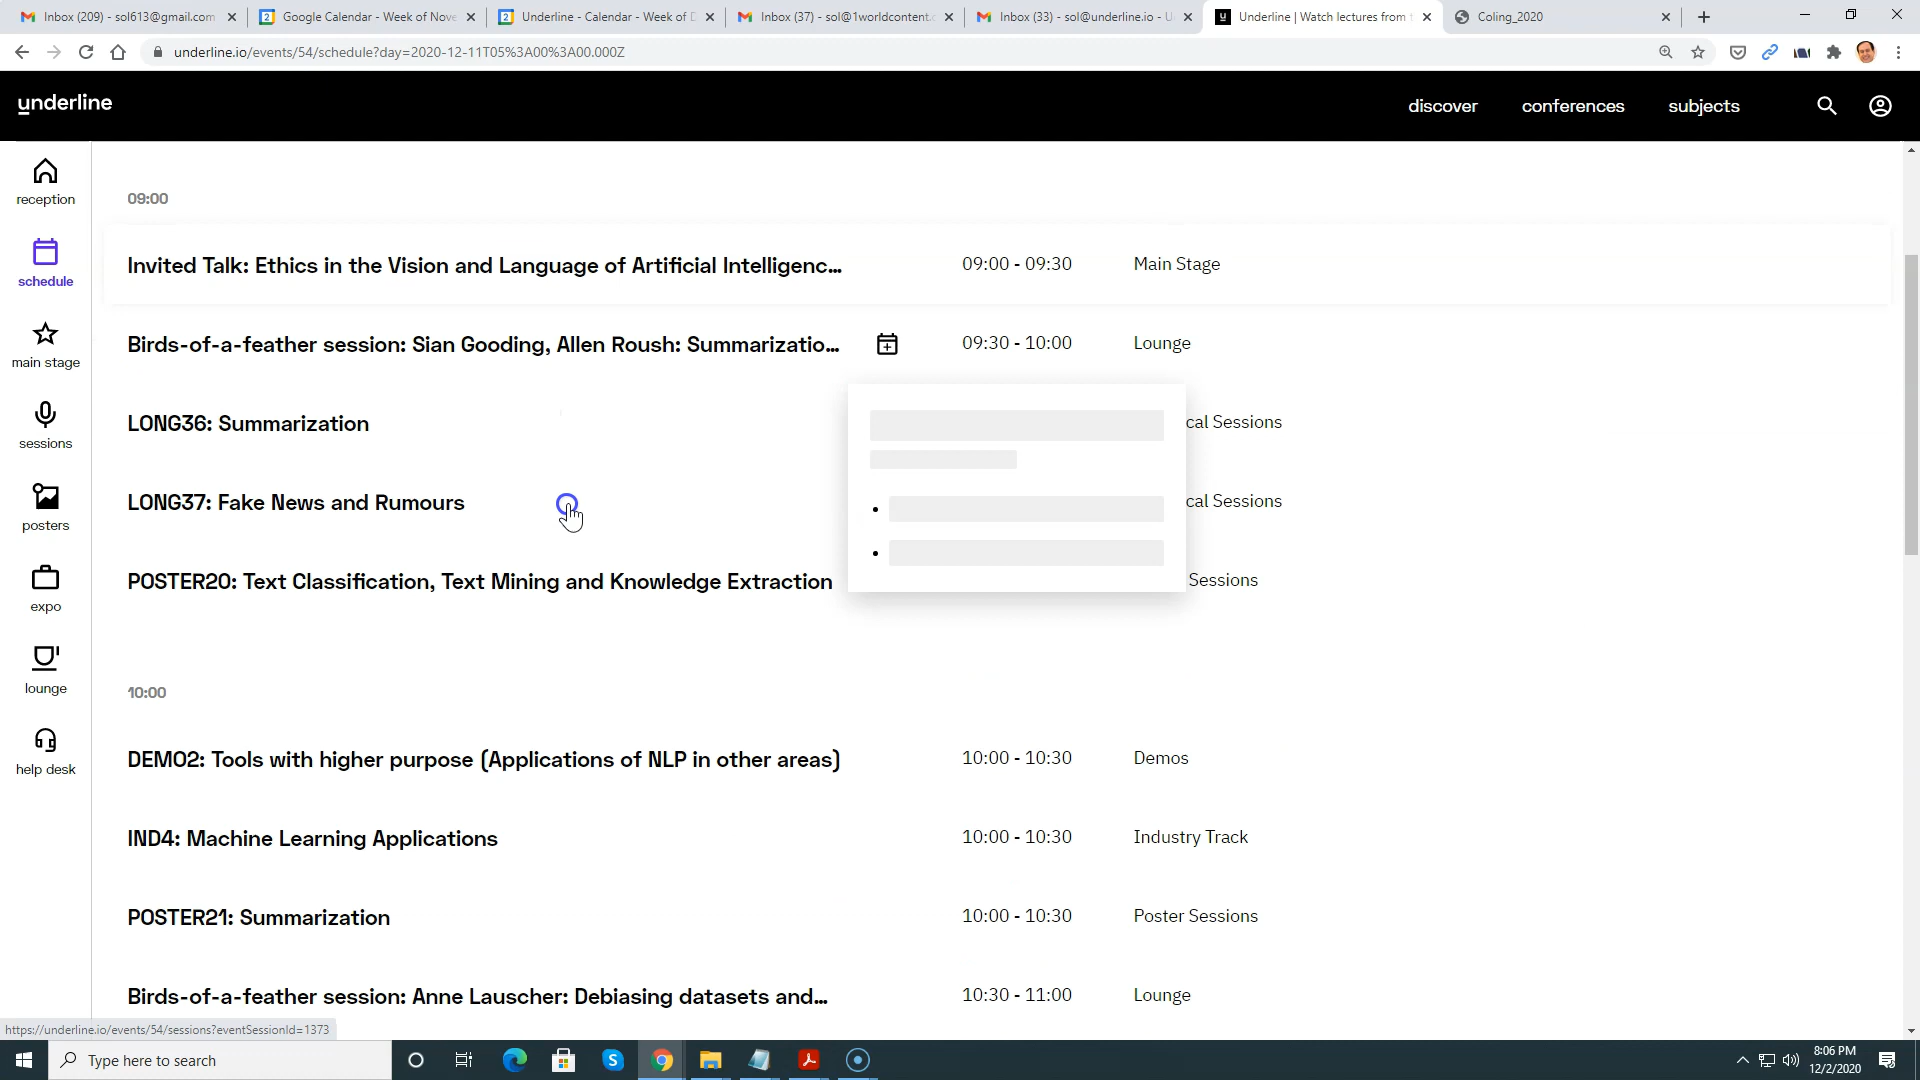 Inbox (209) - sol613@gmail.com
Google Calendar - Week of Nove
Underline - Calendar - Week of D
Inbox (37) - sol@1worldcontent.c
Inbox (33) - sol@underline.io - U
Underline | Watch lectures from t
Coling_2020
underline.io/events/54/schedule?day=2020-12-11T05%3A00%3A00.000Z
underline
discover
conferences
subjects
reception
schedule
main stage
sessions
posters
expo
lounge
help desk
09:00
Invited Talk: Ethics in the Vision and Language of Artificial Intelligenc... 09:00 - 09:30 Main Stage
Birds-of-a-feather session: Sian Gooding, Allen Roush: Summarizatio... 09:30 - 10:00 Lounge
LONG36: Summarization cal Sessions
LONG37: Fake News and Rumours cal Sessions
POSTER20: Text Classification, Text Mining and Knowledge Extraction Sessions
10:00
DEMO2: Tools with higher purpose (Applications of NLP in other areas) 10:00 - 10:30 Demos
IND4: Machine Learning Applications 10:00 - 10:30 Industry Track
POSTER21: Summarization 10:00 - 10:30 Poster Sessions
Birds-of-a-feather session: Anne Lauscher: Debiasing datasets and... 10:30 - 11:00 Lounge
https://underline.io/events/54/sessions?eventSessionId=1373
Type here to search
8:06 PM
12/2/2020